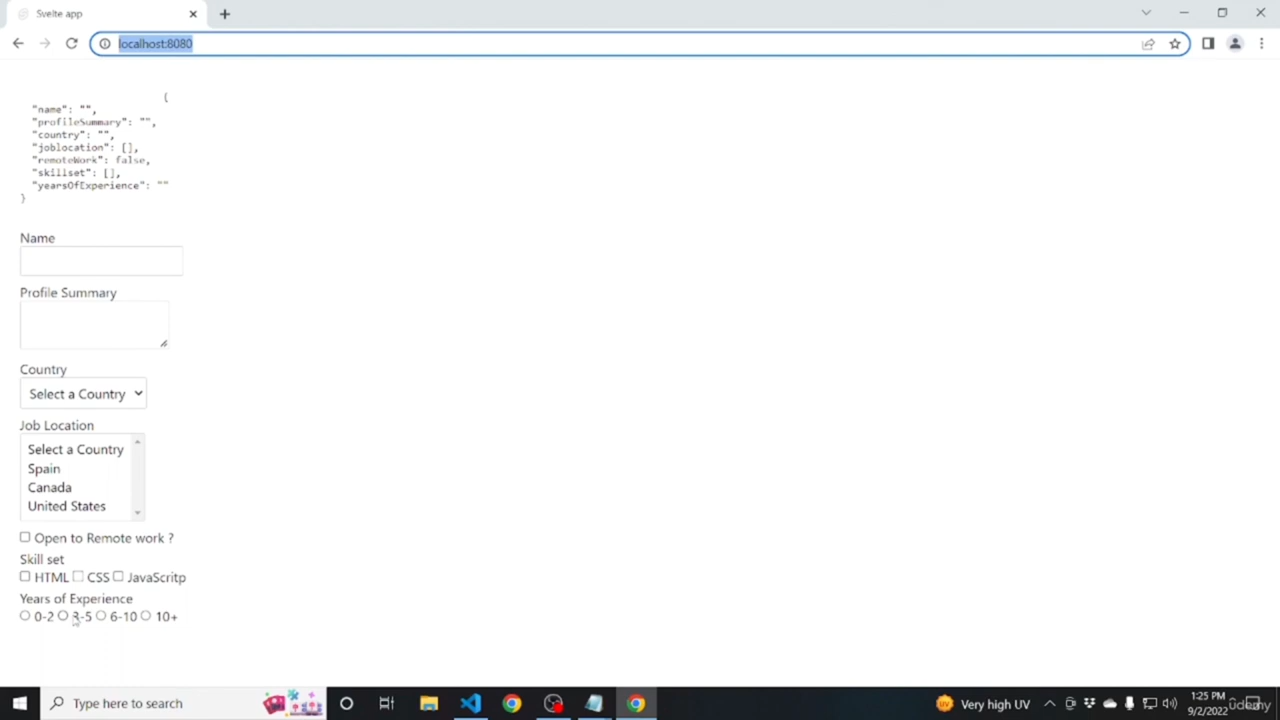 Svelte app
localhost:8080
{
"name": "",
"profileSummary": "",
"country": "",
"joblocation": [],
"remoteWork": false,
"skillset": [],
"yearsOfExperience": ""
}
Name
Profile Summary
Country
Select a Country
Job Location
Select a Country
Spain
Canada
United States
Open to Remote work ?
Skill set
HTML CSS JavaScritp
Years of Experience
0-2 3-5 6-10 10+
Type here to search
Very high UV
1:25 PM
9/2/2022
udemy